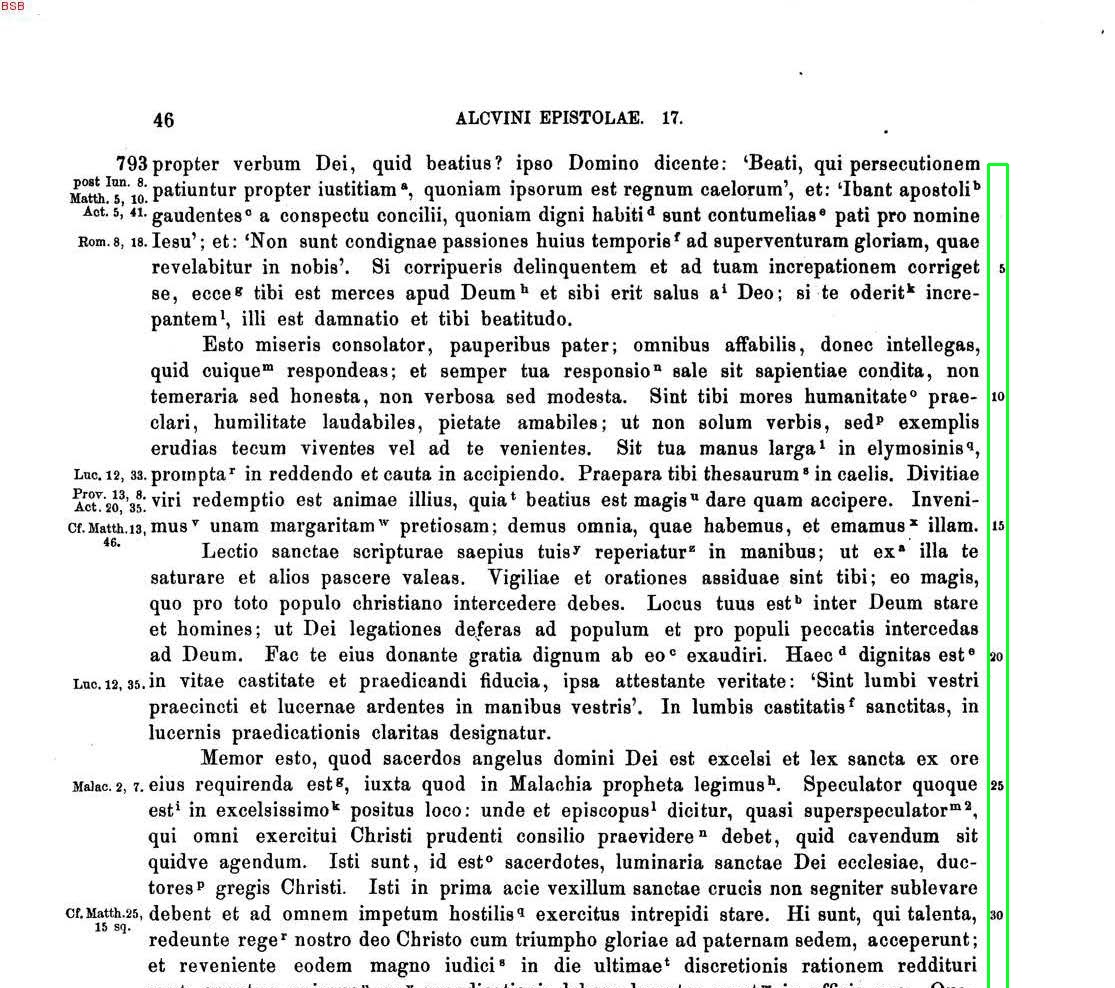 BSB
46 ALCVINI EPISTOLAE. 17.
793 propter verbum Dei, quid beatius? ipso Domino dicente: ‘Beati, qui persecutionem
post Iun. 8.
Matth. 5, 10. patiuntur propter iustitiam a, quoniam ipsorum est regnum caelorum’, et: ‘Ibant apostoli b
Act. 5, 41. gaudentes c a conspectu concilii, quoniam digni habiti d sunt contumelias e pati pro nomine
Rom. 8, 18. Iesu’; et: ‘Non sunt condignae passiones huius temporis f ad superventuram gloriam, quae
revelabitur in nobis’. Si corripueris delinquentem et ad tuam increpationem corriget 5
se, ecce g tibi est merces apud Deum h et sibi erit salus a i Deo; si te oderit k incre-
pantem l, illi est damnatio et tibi beatitudo.
Esto miseris consolator, pauperibus pater; omnibus affabilis, donec intellegas,
quid cuique m respondeas; et semper tua responsio n sale sit sapientiae condita, non
temeraria sed honesta, non verbosa sed modesta. Sint tibi mores humanitate o prae- 10
clari, humilitate laudabiles, pietate amabiles; ut non solum verbis, sed p exemplis
erudias tecum viventes vel ad te venientes. Sit tua manus larga 1 in elymosinis q,
Luc. 12, 33. prompta r in reddendo et cauta in accipiendo. Praepara tibi thesaurum s in caelis. Divitiae
Prov. 13, 8.
Act. 20, 35. viri redemptio est animae illius, quia t beatius est magis u dare quam accipere. Inveni-
Cf. Matth. 13, mus v unam margaritam w pretiosam; demus omnia, quae habemus, et emamus x illam. 15
46.
Lectio sanctae scripturae saepius tuis y reperiatur z in manibus; ut ex a illa te
saturare et alios pascere valeas. Vigiliae et orationes assiduae sint tibi; eo magis,
quo pro toto populo christiano intercedere debes. Locus tuus est b inter Deum stare
et homines; ut Dei legationes deferas ad populum et pro populi peccatis intercedas
ad Deum. Fac te eius donante gratia dignum ab eo c exaudiri. Haec d dignitas est e 20
Luc. 12, 35. in vitae castitate et praedicandi fiducia, ipsa attestante veritate: ‘Sint lumbi vestri
praecincti et lucernae ardentes in manibus vestris’. In lumbis castitatis f sanctitas, in
lucernis praedicationis claritas designatur.
Memor esto, quod sacerdos angelus domini Dei est excelsi et lex sancta ex ore
Malac. 2, 7. eius requirenda est g, iuxta quod in Malachia propheta legimus h. Speculator quoque 25
est i in excelsissimo k positus loco: unde et episcopus l dicitur, quasi superspeculator m 2,
qui omni exercitui Christi prudenti consilio praevidere n debet, quid cavendum sit
quidve agendum. Isti sunt, id est o sacerdotes, luminaria sanctae Dei ecclesiae, duc-
tores p gregis Christi. Isti in prima acie vexillum sanctae crucis non segniter sublevare
Cf. Matth. 25, debent et ad omnem impetum hostilis q exercitus intrepidi stare. Hi sunt, qui talenta, 30
15 sq.
redeunte rege r nostro deo Christo cum triumpho gloriae ad paternam sedem, acceperunt;
et reveniente eodem magno iudici s in die ultimae t discretionis rationem reddituri